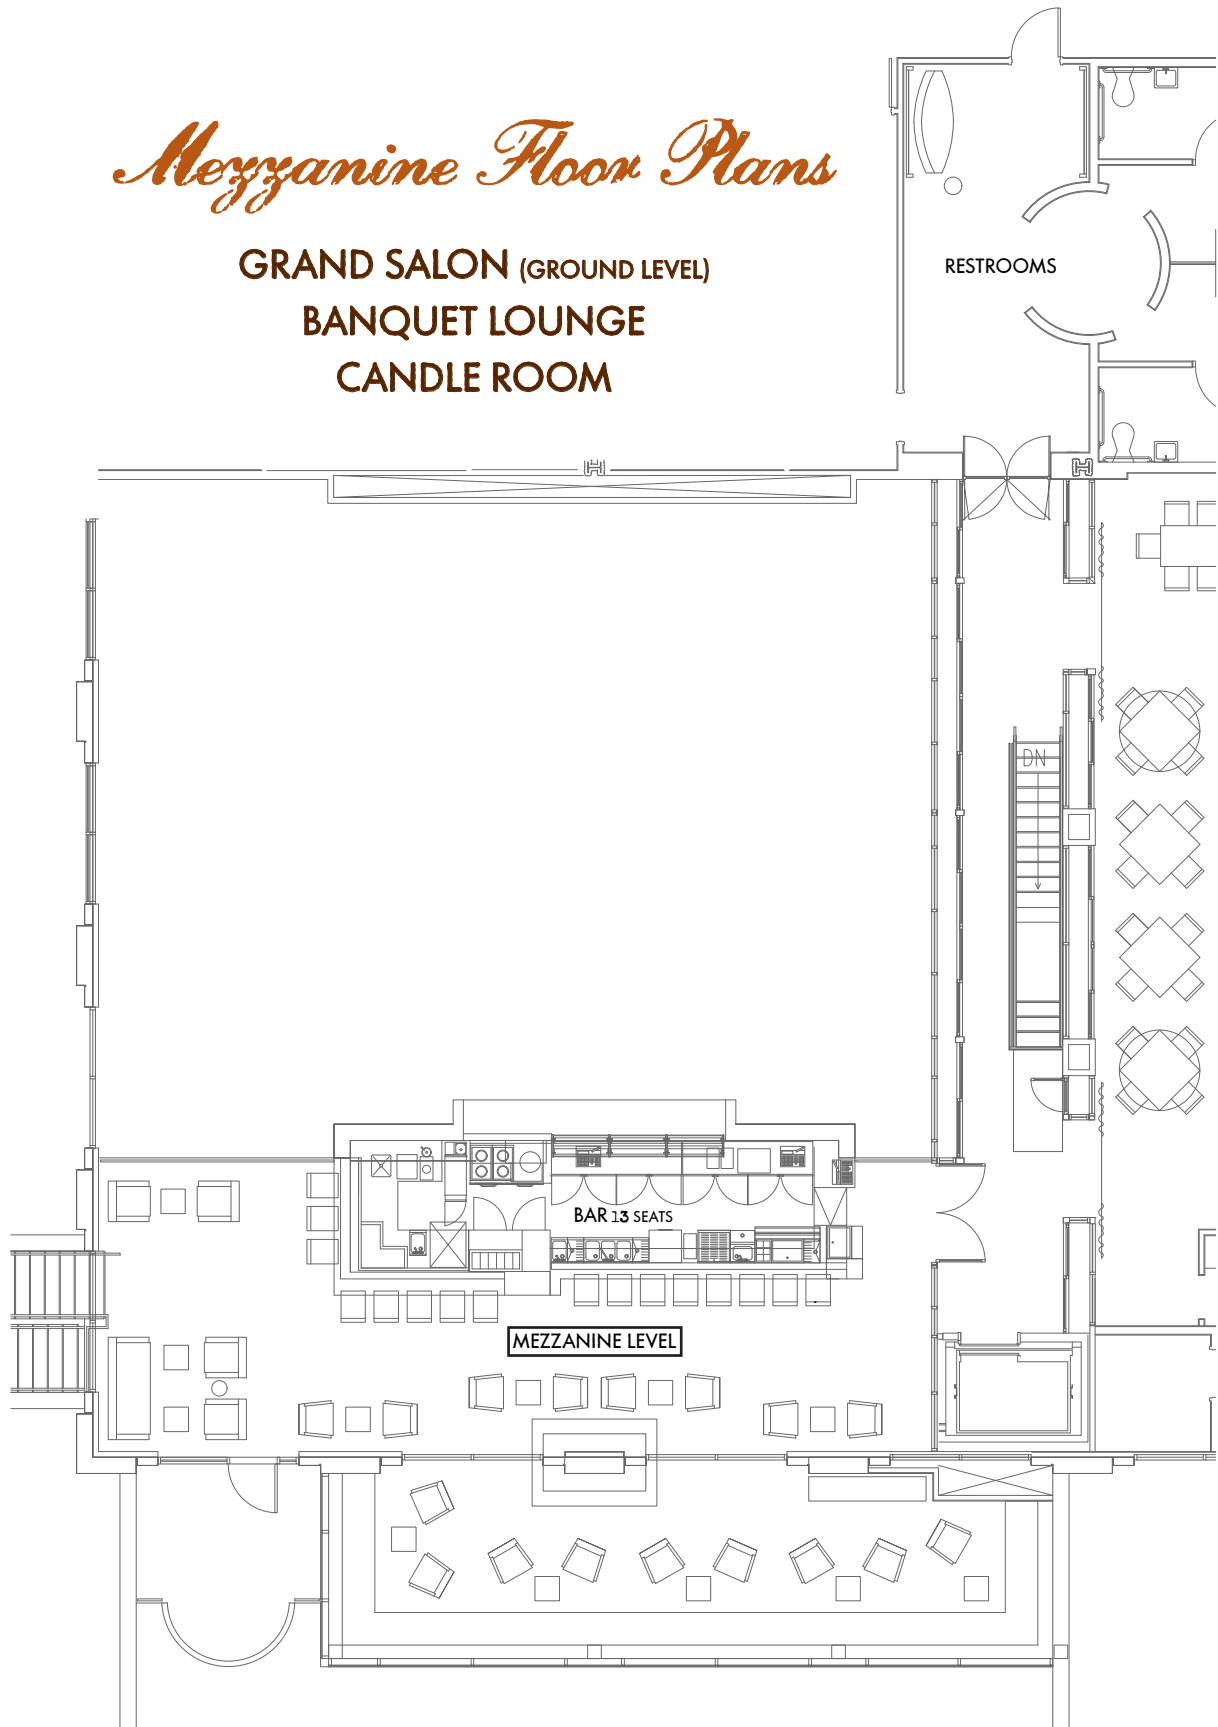 Mezzanine Floor Plans
GRAND SALON (GROUND LEVEL)
BANQUET LOUNGE
CANDLE ROOM
RESTROOMS
DN
BAR 13 SEATS
MEZZANINE LEVEL